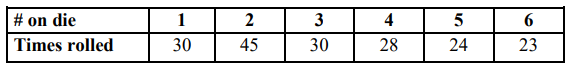 # on die 1 2 3 4 5 6
Times rolled 30 45 30 28 24 23